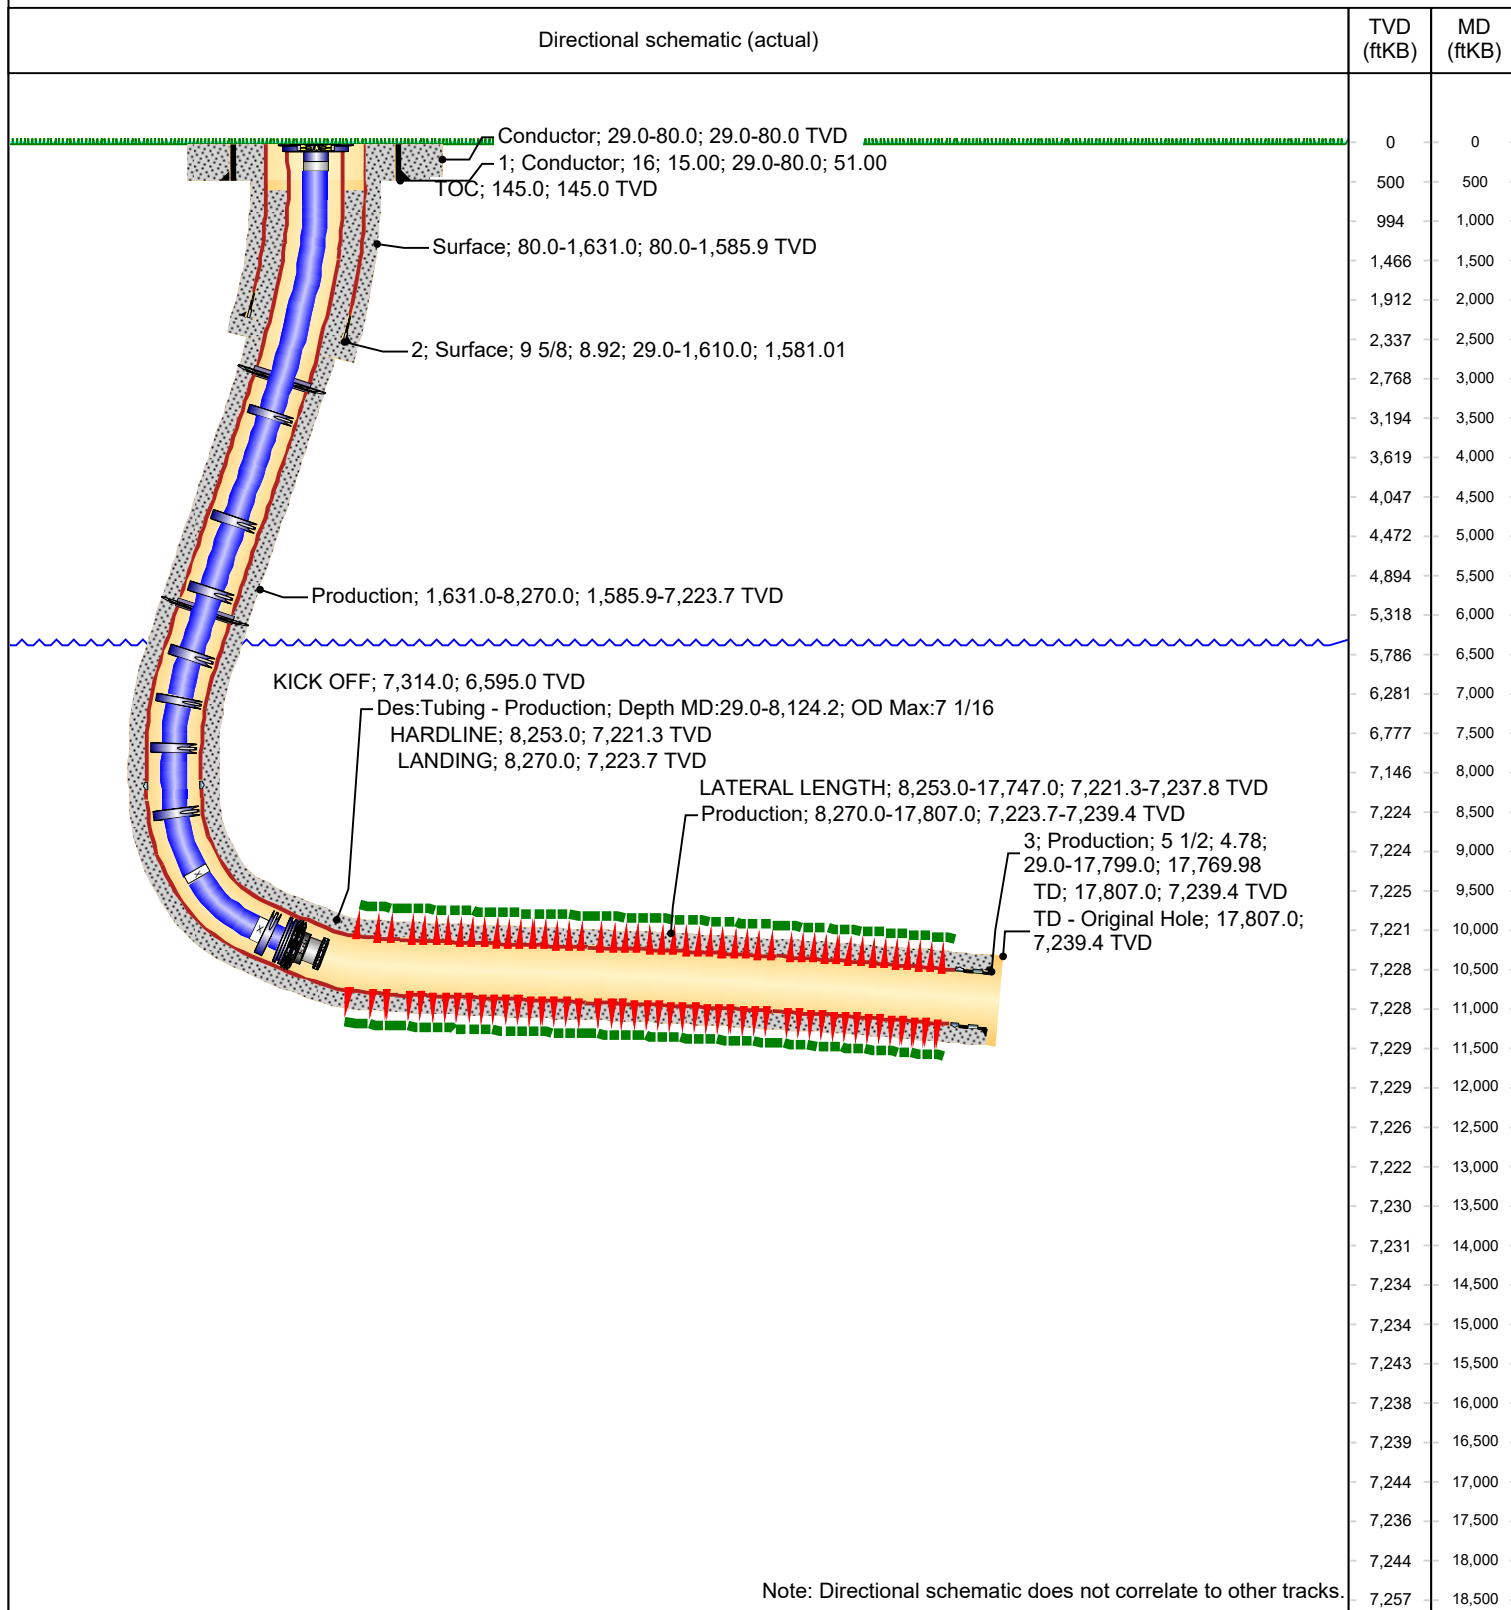 Directional schematic (actual)
TVD
(ftKB)
MD
(ftKB)
Conductor; 29.0-80.0; 29.0-80.0 TVD
1; Conductor; 16; 15.00; 29.0-80.0; 51.00
TOC; 145.0; 145.0 TVD
Surface; 80.0-1,631.0; 80.0-1,585.9 TVD
2; Surface; 9 5/8; 8.92; 29.0-1,610.0; 1,581.01
Production; 1,631.0-8,270.0; 1,585.9-7,223.7 TVD
KICK OFF; 7,314.0; 6,595.0 TVD
Des:Tubing - Production; Depth MD:29.0-8,124.2; OD Max:7 1/16
HARDLINE; 8,253.0; 7,221.3 TVD
LANDING; 8,270.0; 7,223.7 TVD
LATERAL LENGTH; 8,253.0-17,747.0; 7,221.3-7,237.8 TVD
Production; 8,270.0-17,807.0; 7,223.7-7,239.4 TVD
3; Production; 5 1/2; 4.78;
29.0-17,799.0; 17,769.98
TD; 17,807.0; 7,239.4 TVD
TD - Original Hole; 17,807.0;
7,239.4 TVD
0 0
500 500
994 1,000
1,466 1,500
1,912 2,000
2,337 2,500
2,768 3,000
3,194 3,500
3,619 4,000
4,047 4,500
4,472 5,000
4,894 5,500
5,318 6,000
5,786 6,500
6,281 7,000
6,777 7,500
7,146 8,000
7,224 8,500
7,224 9,000
7,225 9,500
7,221 10,000
7,228 10,500
7,228 11,000
7,229 11,500
7,229 12,000
7,226 12,500
7,222 13,000
7,230 13,500
7,231 14,000
7,234 14,500
7,234 15,000
7,243 15,500
7,238 16,000
7,239 16,500
7,244 17,000
7,236 17,500
7,244 18,000
7,257 18,500
Note: Directional schematic does not correlate to other tracks.